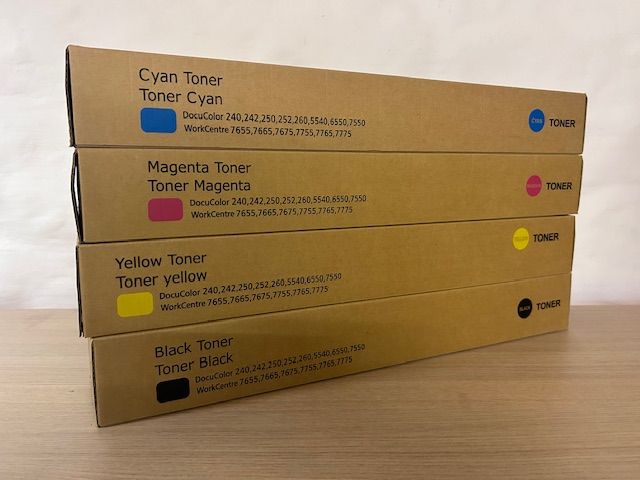 Cyan Toner
Toner Cyan
DocuColor 240,242,250,252,260,5540,6550,7550
WorkCentre 7655,7665,7675,7755,7765,7775
CYAN TONER
Magenta Toner
Toner Magenta
DocuColor 240,242,250,252,260,5540,6550,7550
WorkCentre 7655,7665,7675,7755,7765,7775
MAGENTA TONER
Yellow Toner
Toner yellow
DocuColor 240,242,250,252,260,5540,6550,7550
WorkCentre 7655,7665,7675,7755,7765,7775
YELLOW TONER
Black Toner
Toner Black
DocuColor 240,242,250,252,260,5540,6550,7550
WorkCentre 7655,7665,7675,7755,7765,7775
BLACK TONER